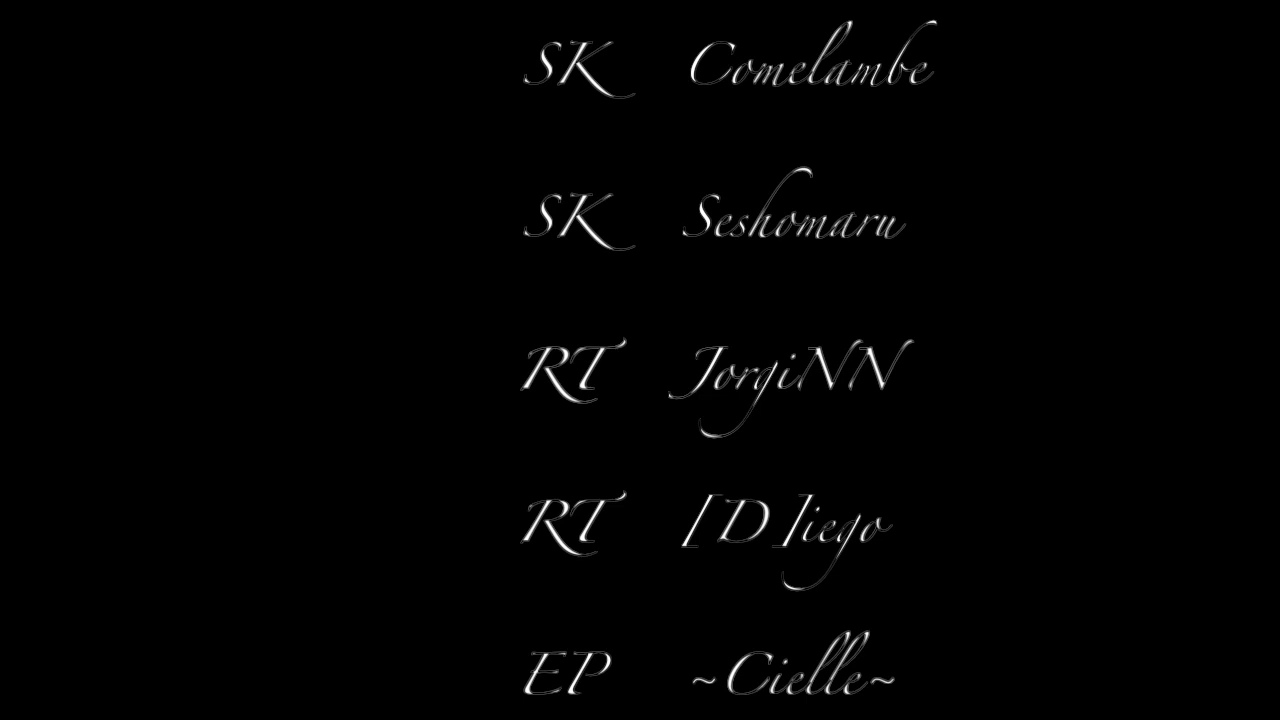 SK Comelambe
SK Seshomaru
RT JorgiNN
RT [D]iego
EP ~Cielle~